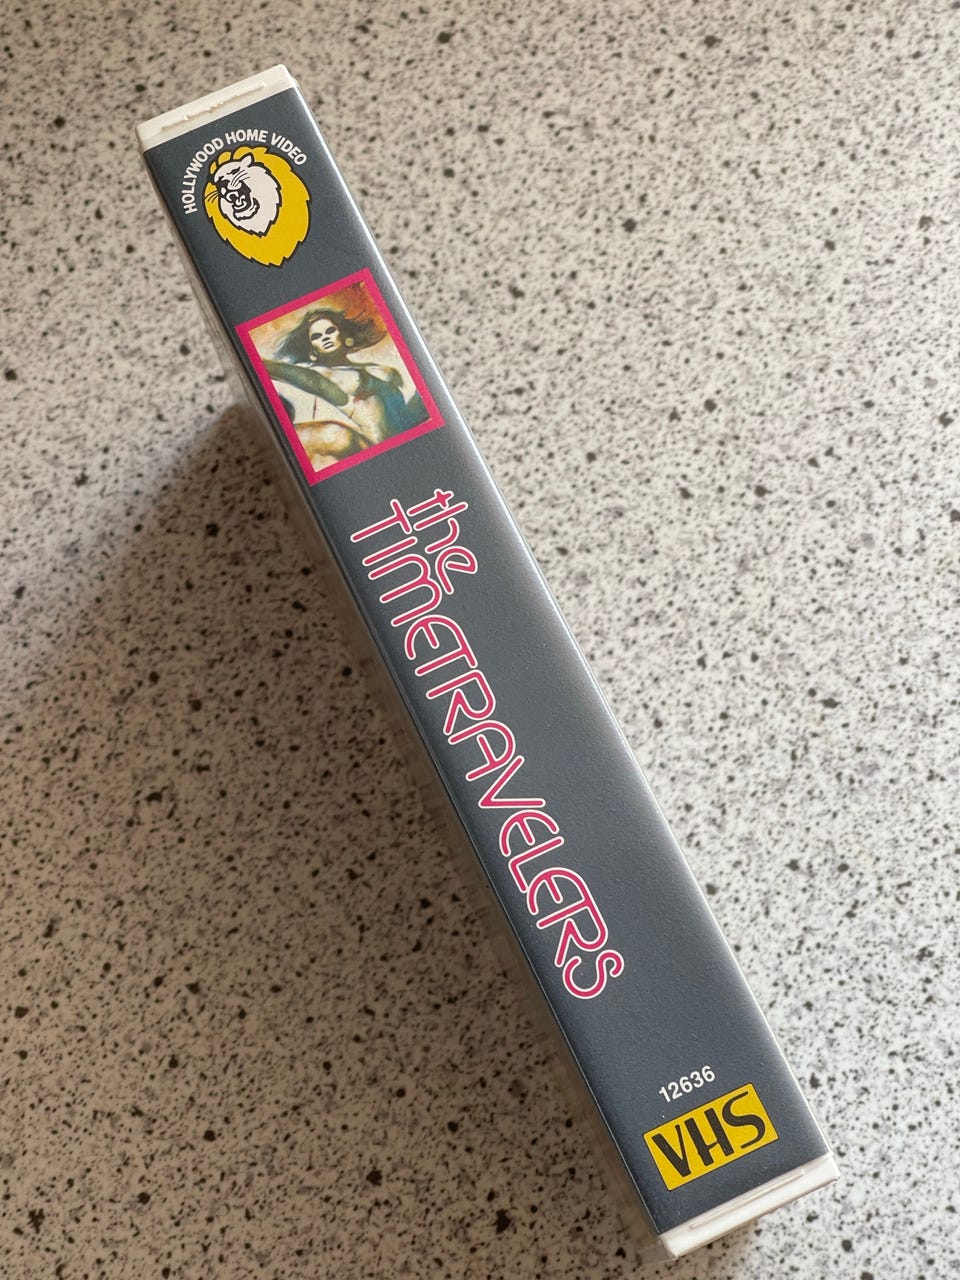 HOLLYWOOD HOME VIDEO
the
TIMETRAVELERS
12636
VHS